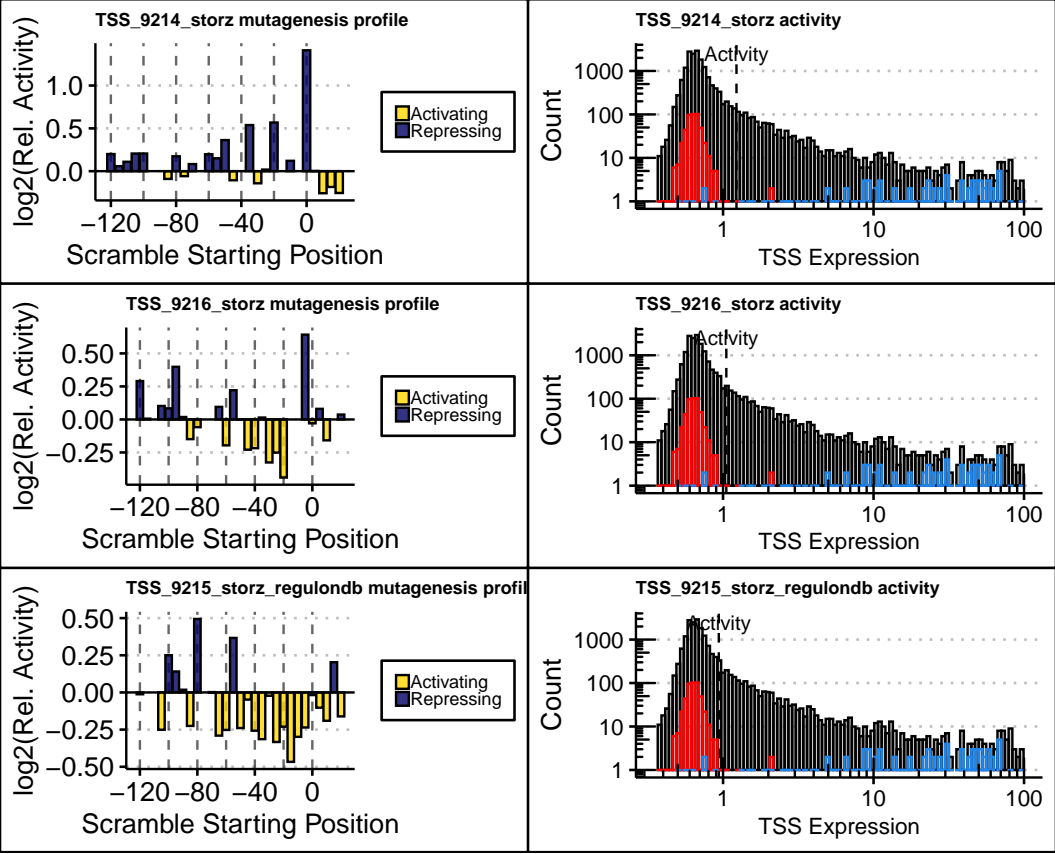 TSS_9214_storz mutagenesis profile
log2(Rel. Activity)
1.0
0.5
0.0
−120 −80 −40 0
Scramble Starting Position
Activating
Repressing
TSS_9214_storz activity
Activity
Count
1000
100
10
1
1 10 100
TSS Expression
TSS_9216_storz mutagenesis profile
log2(Rel. Activity)
0.50
0.25
0.00
−0.25
−120 −80 −40 0
Scramble Starting Position
Activating
Repressing
TSS_9216_storz activity
Activity
Count
1000
100
10
1
1 10 100
TSS Expression
TSS_9215_storz_regulondb mutagenesis profil
log2(Rel. Activity)
0.50
0.25
0.00
−0.25
−0.50
−120 −80 −40 0
Scramble Starting Position
Activating
Repressing
TSS_9215_storz_regulondb activity
Activity
Count
1000
100
10
1
1 10 100
TSS Expression